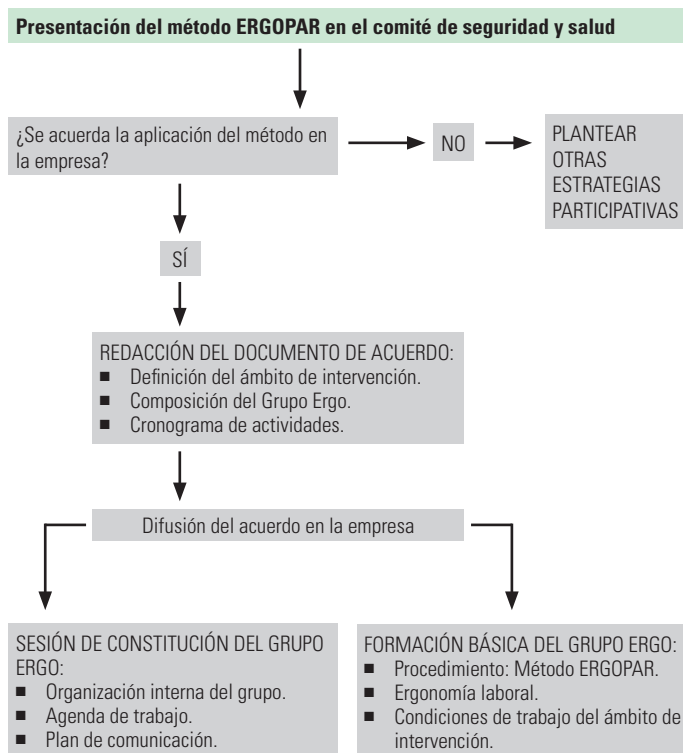 Presentación del método ERGOPAR en el comité de seguridad y salud
¿Se acuerda la aplicación del método en
la empresa?
NO
PLANTEAR
OTRAS
ESTRATEGIAS
PARTICIPATIVAS
SÍ
REDACCIÓN DEL DOCUMENTO DE ACUERDO:
■ Definición del ámbito de intervención.
■ Composición del Grupo Ergo.
■ Cronograma de actividades.
Difusión del acuerdo en la empresa
SESIÓN DE CONSTITUCIÓN DEL GRUPO
ERGO:
■ Organización interna del grupo.
■ Agenda de trabajo.
■ Plan de comunicación.
FORMACIÓN BÁSICA DEL GRUPO ERGO:
■ Procedimiento: Método ERGOPAR.
■ Ergonomía laboral.
■ Condiciones de trabajo del ámbito de
intervención.